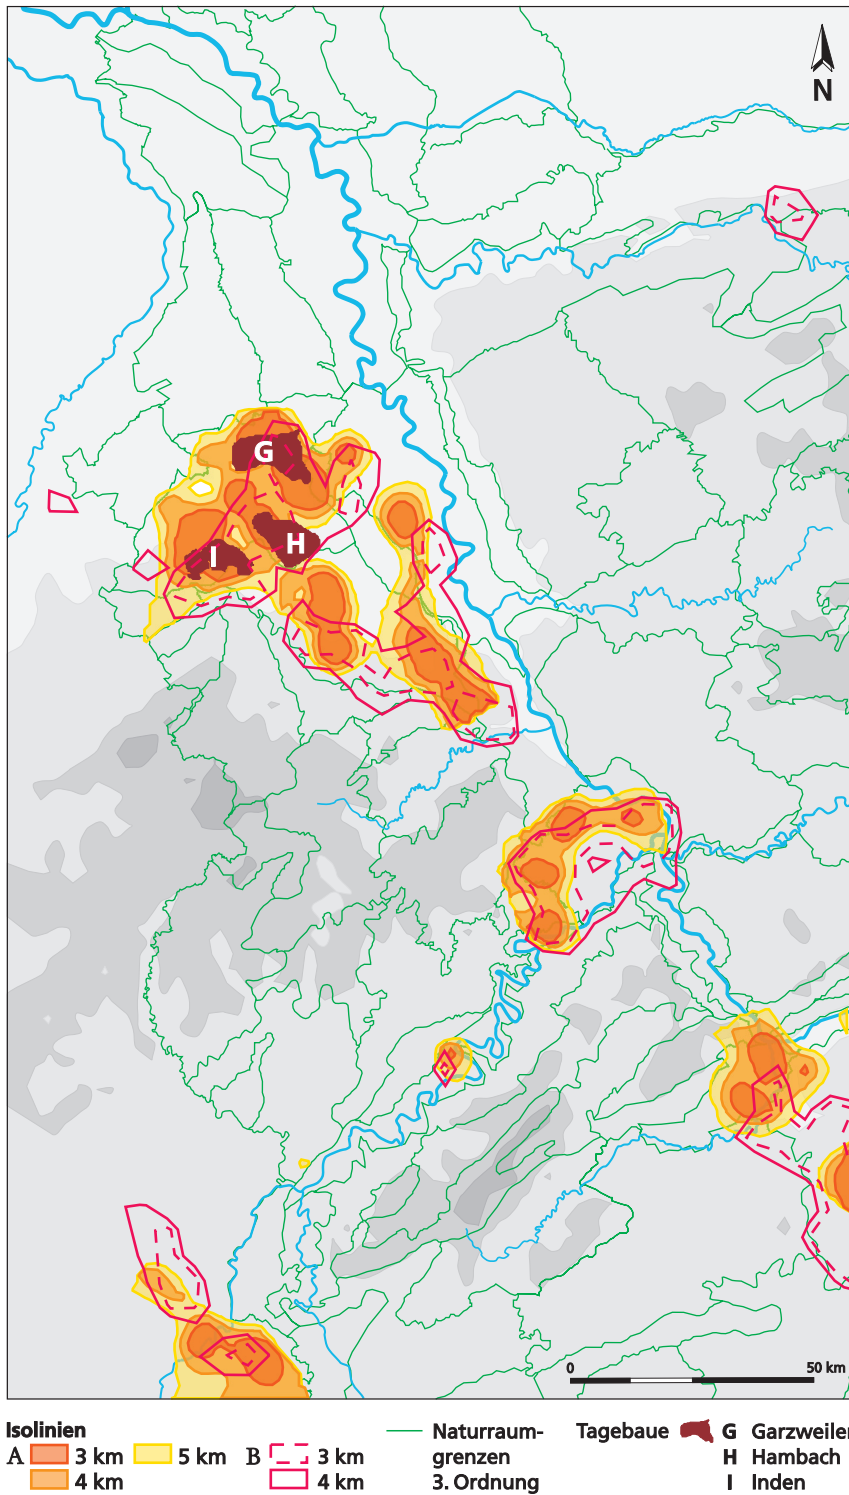 N
G
H
I
0 50 km
Isolinien
A 3 km 5 km B 3 km
4 km 4 km
Naturraum-
grenzen
3. Ordnung
Tagebaue G Garzweiler
H Hambach
I Inden